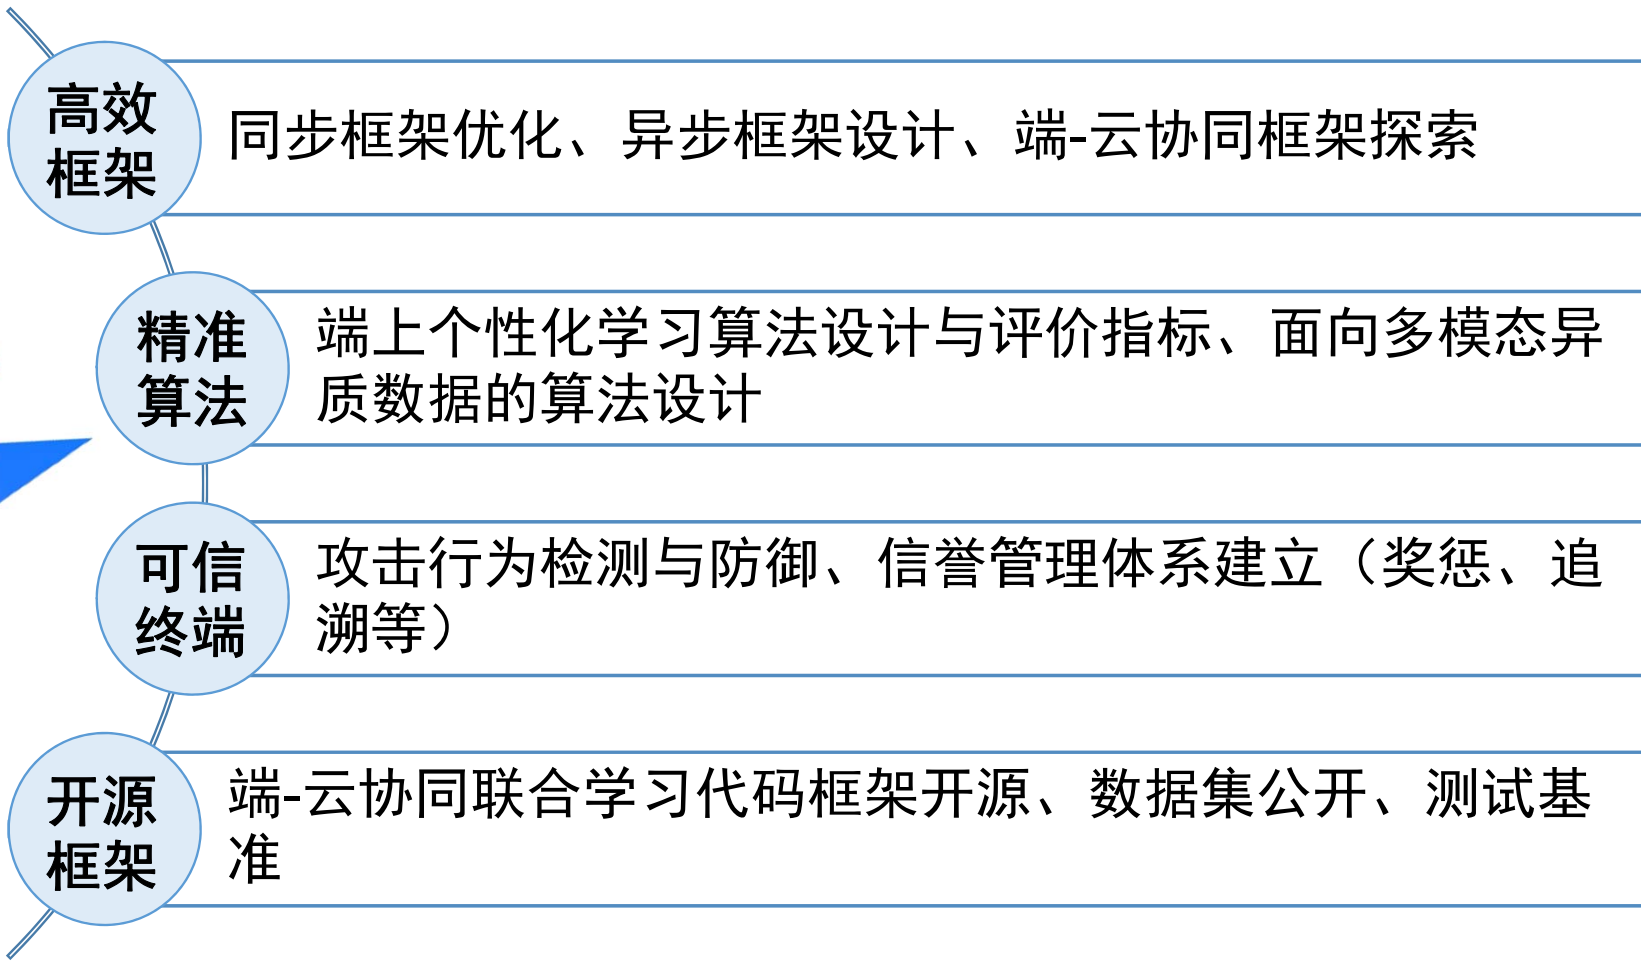 高效
框架
同步框架优化、异步框架设计、端-云协同框架探索
精准
算法
端上个性化学习算法设计与评价指标、面向多模态异
质数据的算法设计
可信
终端
攻击行为检测与防御、信誉管理体系建立（奖惩、追
溯等）
开源
框架
端-云协同联合学习代码框架开源、数据集公开、测试基
准